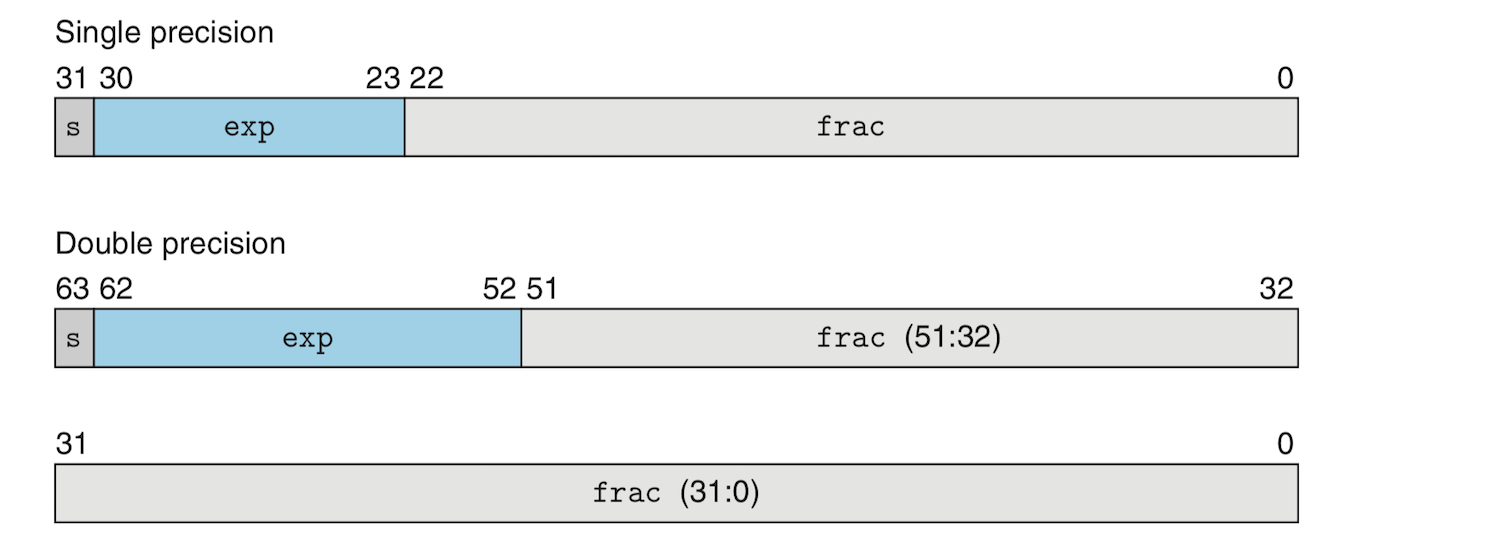 Single precision
31 30 23 22 0
s exp frac
Double precision
63 62 52 51 32
s exp frac (51:32)
31 0
frac (31:0)